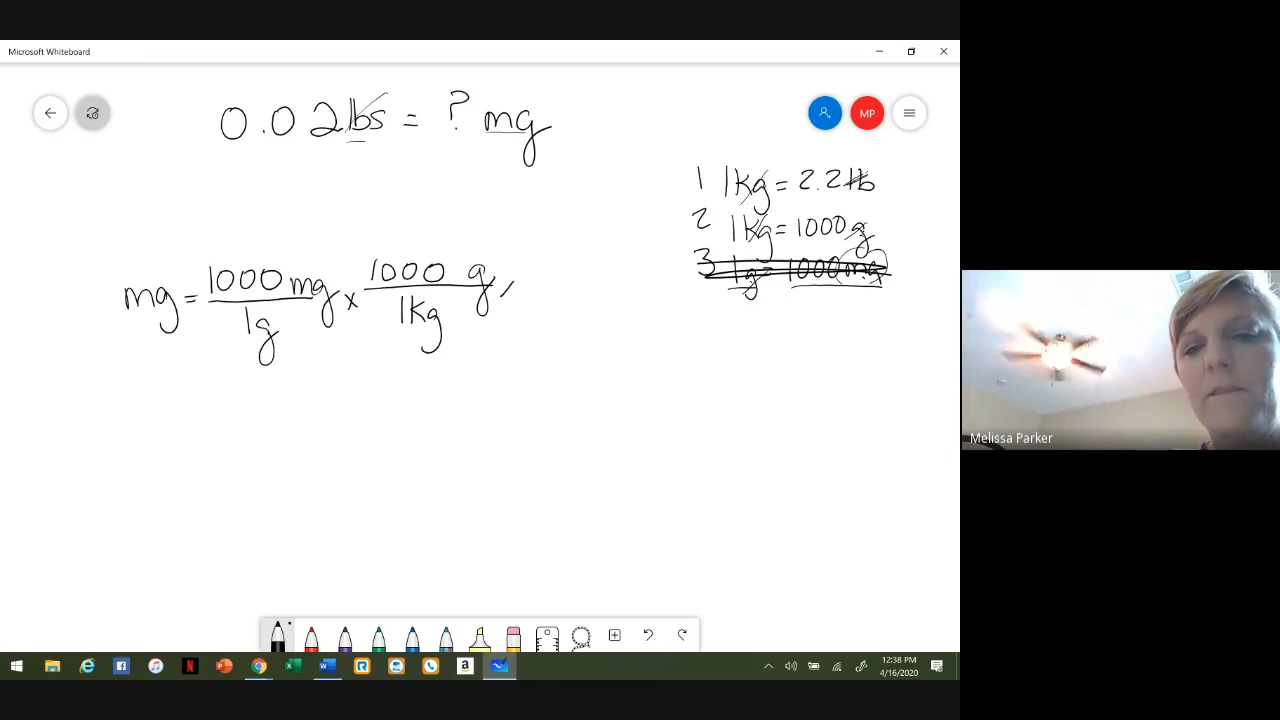 Microsoft Whiteboard
0.02 lbs = ? mg
MP
1 1kg = 2.2 lb
2 1kg = 1000 g
3 1g = 1000 mg
mg = 1000 mg x 1000 g
1g 1kg
Melissa Parker
12:38 PM
4/16/2020